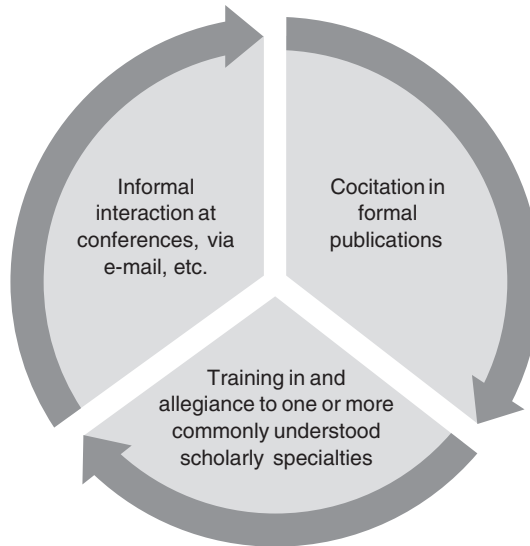 Informal
interaction at
conferences, via
e-mail, etc.
Cocitation in
formal
publications
Training in and
allegiance to one or more
commonly understood
scholarly specialties